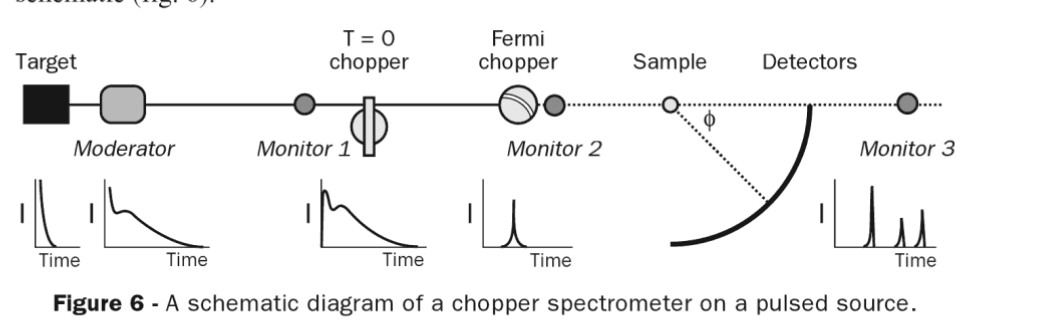 schematic (fig. 6).
T = 0 Fermi
Target chopper chopper Sample Detectors
ϕ
Moderator Monitor 1 Monitor 2 Monitor 3
I I I I I
Time Time Time Time Time
Figure 6 - A schematic diagram of a chopper spectrometer on a pulsed source.